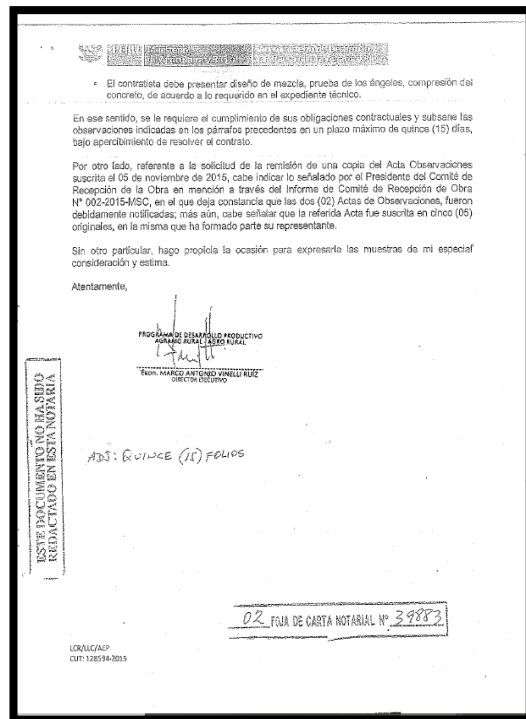 PERÚ Ministerio
• El contratista debe presentar diseño de mezcla, prueba de los ángeles, compresión del
concreto, de acuerdo a lo requerido en el expediente técnico.
En ese sentido, se le requiere el cumplimiento de sus obligaciones contractuales y subsane las
observaciones indicadas en los párrafos precedentes en un plazo máximo de quince (15) días,
bajo apercibimiento de resolver el contrato.
Por otro lado, referente a la solicitud de la remisión de una copia del Acta Observaciones
suscrita el 05 de noviembre de 2015, cabe indicar lo señalado por el Presidente del Comité de
Recepción de la Obra en mención a través del Informe de Comité de Recepción de Obra
N° 002-2015-MSC, en el que deja constancia que las dos (02) Actas de Observaciones, fueron
debidamente notificadas; más aún, cabe señalar que la referida Acta fue suscrita en cinco (05)
originales, en la misma que ha formado parte su representante.
Sin otro particular, hago propicia la ocasión para expresarle las muestras de mi especial
consideración y estima.
Atentamente,
PROGRAMA DE DESARROLLO PRODUCTIVO
AGRARIO RURAL / AGRO RURAL
Econ. MARCO ANTONIO VINELLI RUIZ
DIRECTOR EJECUTIVO
ESTE DOCUMENTO NO HA SIDO
REDACTADO EN ESTA NOTARIA
ADJ: QUINCE (15) FOLIOS
02 FOJA DE CARTA NOTARIAL N° 39883
LCR/LLC/AEP
CUT: 128594-2015